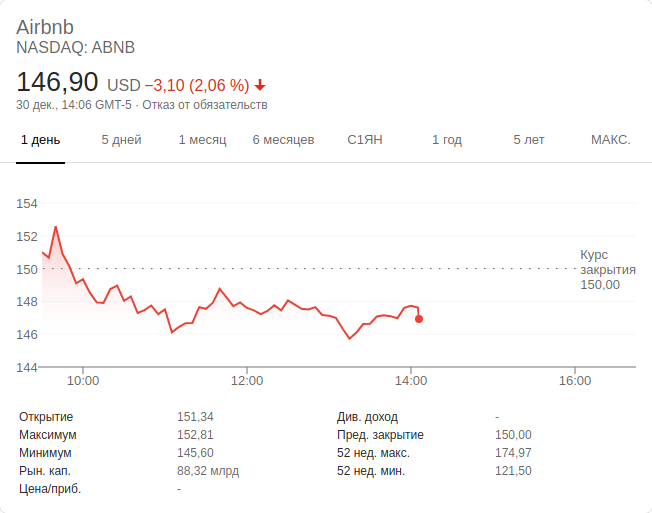 Airbnb
NASDAQ: ABNB
146,90 USD −3,10 (2,06 %)
30 дек., 14:06 GMT-5 · Отказ от обязательств
1 день 5 дней 1 месяц 6 месяцев С1ЯН 1 год 5 лет МАКС.
154
152
150
148
146
144
Курс
закрытия
150,00
10:00 12:00 14:00 16:00
Открытие 151,34 Див. доход -
Максимум 152,81 Пред. закрытие 150,00
Минимум 145,60 52 нед. макс. 174,97
Рын. кап. 88,32 млрд 52 нед. мин. 121,50
Цена/приб. -